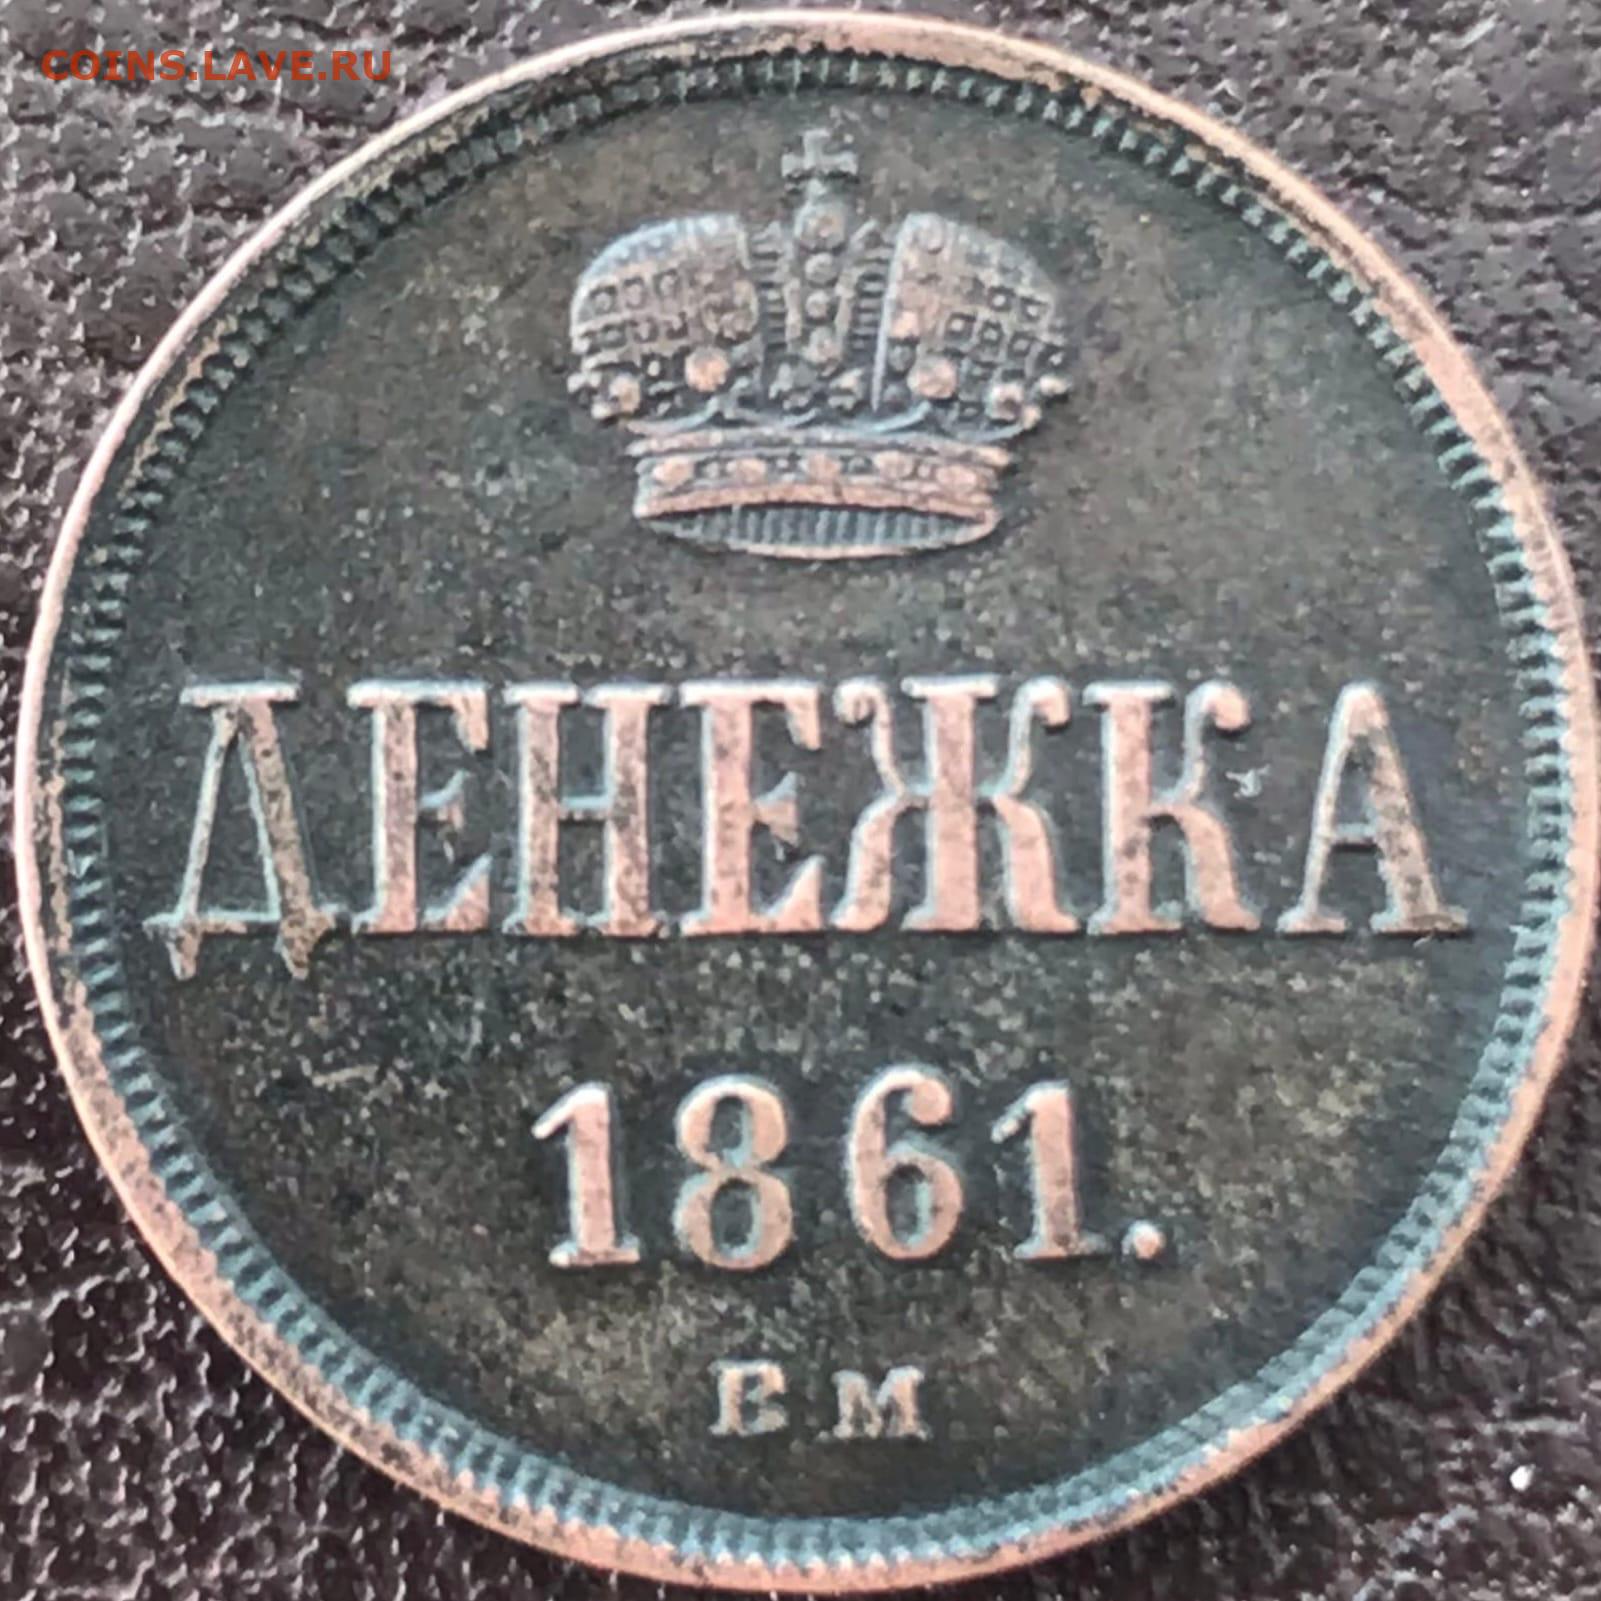 COINS.LAVE.RU
ДЕНЕЖКА
1861.
ВМ